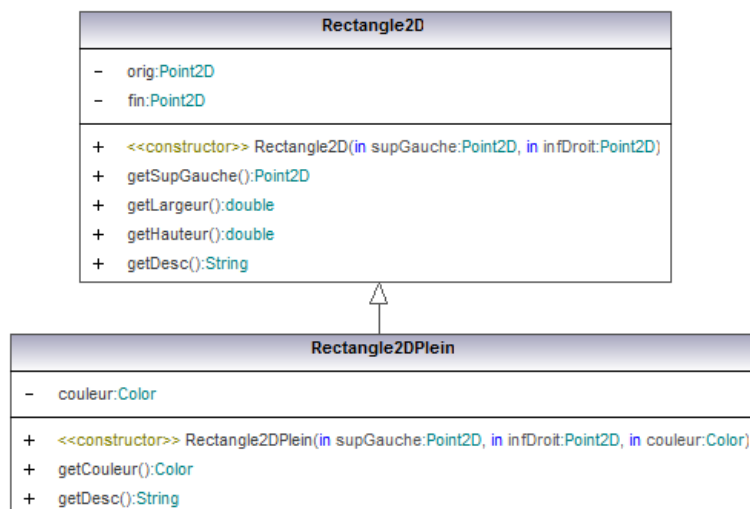 Rectangle2D
- orig:Point2D
- fin:Point2D
+ <<constructor>> Rectangle2D(in supGauche:Point2D, in infDroit:Point2D)
+ getSupGauche():Point2D
+ getLargeur():double
+ getHauteur():double
+ getDesc():String
Rectangle2DPlein
- couleur:Color
+ <<constructor>> Rectangle2DPlein(in supGauche:Point2D, in infDroit:Point2D, in couleur:Color)
+ getCouleur():Color
+ getDesc():String